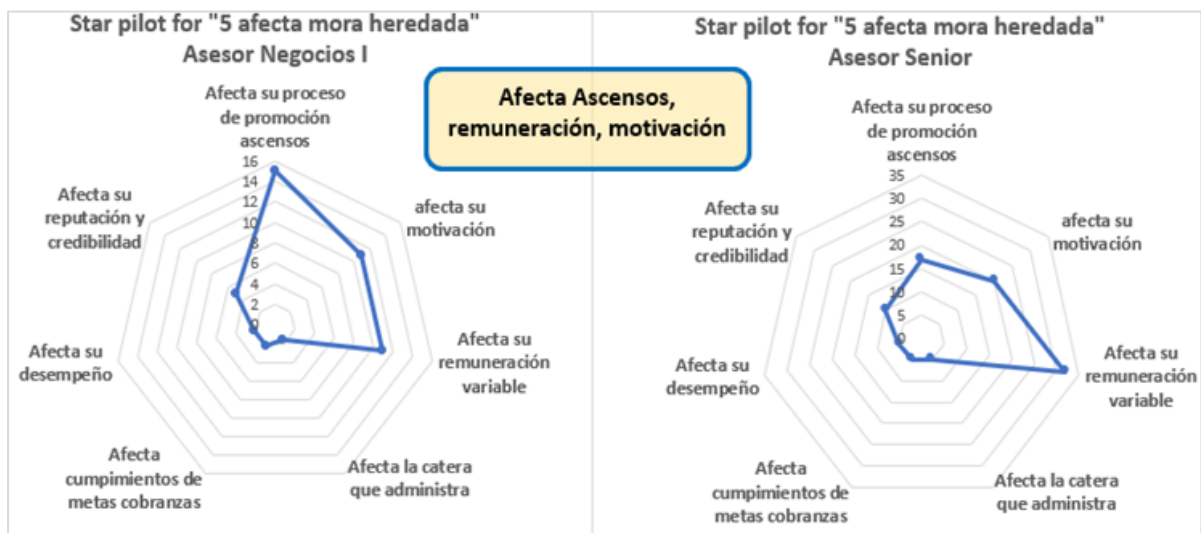 Star pilot for "5 afecta mora heredada"
Asesor Negocios I
Afecta su proceso
de promoción
ascensos
16
14
12
10
8
6
4
2
0
afecta su
motivación
Afecta su
remuneración
variable
Afecta la catera
que administra
Afecta
cumpimientos de
metas cobranzas
Afecta su
desempeño
Afecta su
reputación y
credibilidad
Afecta Ascensos,
remuneración, motivación
Star pilot for "5 afecta mora heredada"
Asesor Senior
Afecta su proceso
de promoción
ascensos
35
30
25
20
15
10
5
0
afecta su
motivación
Afecta su
remuneración
variable
Afecta la catera
que administra
Afecta
cumpimientos de
metas cobranzas
Afecta su
desempeño
Afecta su
reputación y
credibilidad